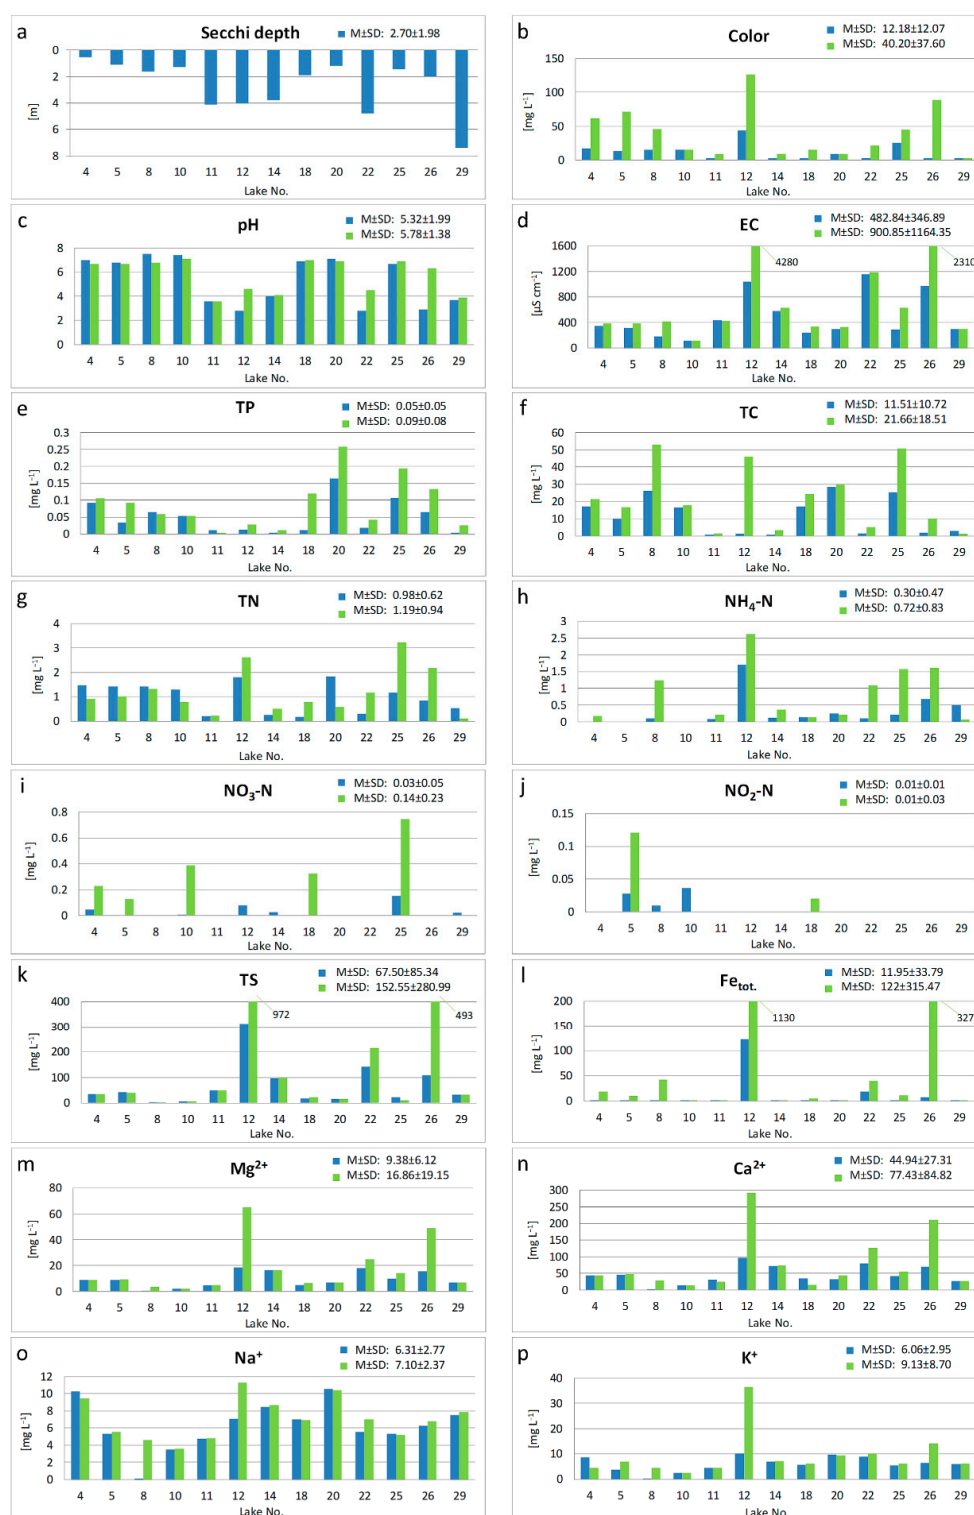 a
Secchi depth
M±SD: 2.70±1.98
0
2
4
6
8
[m]
4 5 8 10 11 12 14 18 20 22 25 26 29
Lake No.
b
Color
M±SD: 12.18±12.07
M±SD: 40.20±37.60
150
100
50
0
[mg L⁻¹]
4 5 8 10 11 12 14 18 20 22 25 26 29
Lake No.
c
pH
M±SD: 5.32±1.99
M±SD: 5.78±1.38
8
6
4
2
0
4 5 8 10 11 12 14 18 20 22 25 26 29
Lake No.
d
EC
M±SD: 482.84±346.89
M±SD: 900.85±1164.35
1600
1200
800
400
0
[µS cm⁻¹]
4280
2310
4 5 8 10 11 12 14 18 20 22 25 26 29
Lake No.
e
TP
M±SD: 0.05±0.05
M±SD: 0.09±0.08
0.3
0.25
0.2
0.15
0.1
0.05
0
[mg L⁻¹]
4 5 8 10 11 12 14 18 20 22 25 26 29
Lake No.
f
TC
M±SD: 11.51±10.72
M±SD: 21.66±18.51
60
50
40
30
20
10
0
[mg L⁻¹]
4 5 8 10 11 12 14 18 20 22 25 26 29
Lake No.
g
TN
M±SD: 0.98±0.62
M±SD: 1.19±0.94
4
3
2
1
0
[mg L⁻¹]
4 5 8 10 11 12 14 18 20 22 25 26 29
Lake No.
h
NH₄-N
M±SD: 0.30±0.47
M±SD: 0.72±0.83
3
2.5
2
1.5
1
0.5
0
[mg L⁻¹]
4 5 8 10 11 12 14 18 20 22 25 26 29
Lake No.
i
NO₃-N
M±SD: 0.03±0.05
M±SD: 0.14±0.23
0.8
0.6
0.4
0.2
0
[mg L⁻¹]
4 5 8 10 11 12 14 18 20 22 25 26 29
Lake No.
j
NO₂-N
M±SD: 0.01±0.01
M±SD: 0.01±0.03
0.15
0.1
0.05
0
[mg L⁻¹]
4 5 8 10 11 12 14 18 20 22 25 26 29
Lake No.
k
TS
M±SD: 67.50±85.34
M±SD: 152.55±280.99
400
300
200
100
0
[mg L⁻¹]
972
493
4 5 8 10 11 12 14 18 20 22 25 26 29
Lake No.
l
Fe tot.
M±SD: 11.95±33.79
M±SD: 122±315.47
200
150
100
50
0
[mg L⁻¹]
1130
327
4 5 8 10 11 12 14 18 20 22 25 26 29
Lake No.
m
Mg²⁺
M±SD: 9.38±6.12
M±SD: 16.86±19.15
80
60
40
20
0
[mg L⁻¹]
4 5 8 10 11 12 14 18 20 22 25 26 29
Lake No.
n
Ca²⁺
M±SD: 44.94±27.31
M±SD: 77.43±84.82
300
250
200
150
100
50
0
[mg L⁻¹]
4 5 8 10 11 12 14 18 20 22 25 26 29
Lake No.
o
Na⁺
M±SD: 6.31±2.77
M±SD: 7.10±2.37
12
10
8
6
4
2
0
[mg L⁻¹]
4 5 8 10 11 12 14 18 20 22 25 26 29
Lake No.
p
K⁺
M±SD: 6.06±2.95
M±SD: 9.13±8.70
40
30
20
10
0
[mg L⁻¹]
4 5 8 10 11 12 14 18 20 22 25 26 29
Lake No.